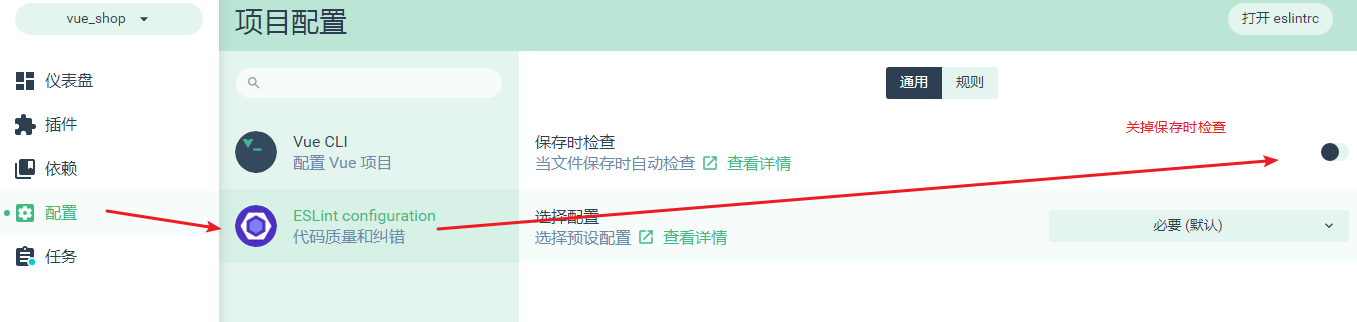 vue_shop
项目配置
打开 eslintrc
仪表盘
插件
依赖
配置
任务
Vue CLI
配置 Vue 项目
ESLint configuration
代码质量和纠错
通用
规则
关掉保存时检查
保存时检查
当文件保存时自动检查 查看详情
选择配置
选择预设配置 查看详情
必要 (默认)